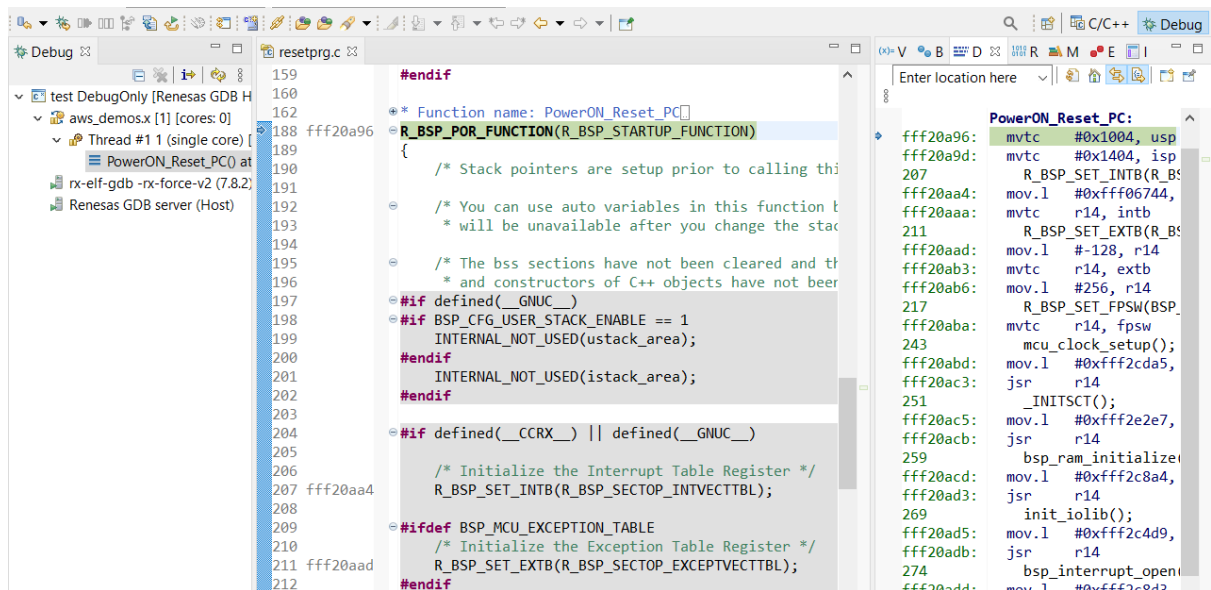 C/C++ Debug
Debug
test DebugOnly [Renesas GDB H
aws_demos.x [1] [cores: 0]
Thread #1 1 (single core) [
PowerON_Reset_PC() at
rx-elf-gdb -rx-force-v2 (7.8.2)
Renesas GDB server (Host)
resetprg.c
159 #endif
160
162 * Function name: PowerON_Reset_PC
188 fff20a96 R_BSP_POR_FUNCTION(R_BSP_STARTUP_FUNCTION)
189 {
190 /* Stack pointers are setup prior to calling thi
191
192 /* You can use auto variables in this function b
193 * will be unavailable after you change the stac
194
195 /* The bss sections have not been cleared and th
196 * and constructors of C++ objects have not been
197 #if defined(__GNUC__)
198 #if BSP_CFG_USER_STACK_ENABLE == 1
199 INTERNAL_NOT_USED(ustack_area);
200 #endif
201 INTERNAL_NOT_USED(istack_area);
202 #endif
203
204 #if defined(__CCRX__) || defined(__GNUC__)
205
206 /* Initialize the Interrupt Table Register */
207 fff20aa4 R_BSP_SET_INTB(R_BSP_SECTOP_INTVECTTBL);
208
209 #ifdef BSP_MCU_EXCEPTION_TABLE
210 /* Initialize the Exception Table Register */
211 fff20aad R_BSP_SET_EXTB(R_BSP_SECTOP_EXCEPTVECTTBL);
212 #endif
(x)= V B D R M E I
Enter location here
PowerON_Reset_PC:
fff20a96: mvtc #0x1004, usp
fff20a9d: mvtc #0x1404, isp
207 R_BSP_SET_INTB(R_BS
fff20aa4: mov.l #0xfff06744,
fff20aaa: mvtc r14, intb
211 R_BSP_SET_EXTB(R_BS
fff20aad: mov.l #-128, r14
fff20ab3: mvtc r14, extb
fff20ab6: mov.l #256, r14
217 R_BSP_SET_FPSW(BSP_
fff20aba: mvtc r14, fpsw
243 mcu_clock_setup();
fff20abd: mov.l #0xfff2cda5,
fff20ac3: jsr r14
251 _INITSCT();
fff20ac5: mov.l #0xfff2e2e7,
fff20acb: jsr r14
259 bsp_ram_initialize(
fff20acd: mov.l #0xfff2c8a4,
fff20ad3: jsr r14
269 init_iolib();
fff20ad5: mov.l #0xfff2c4d9,
fff20adb: jsr r14
274 bsp_interrupt_open(
fff20add: mov.l #0xfff2c8d3